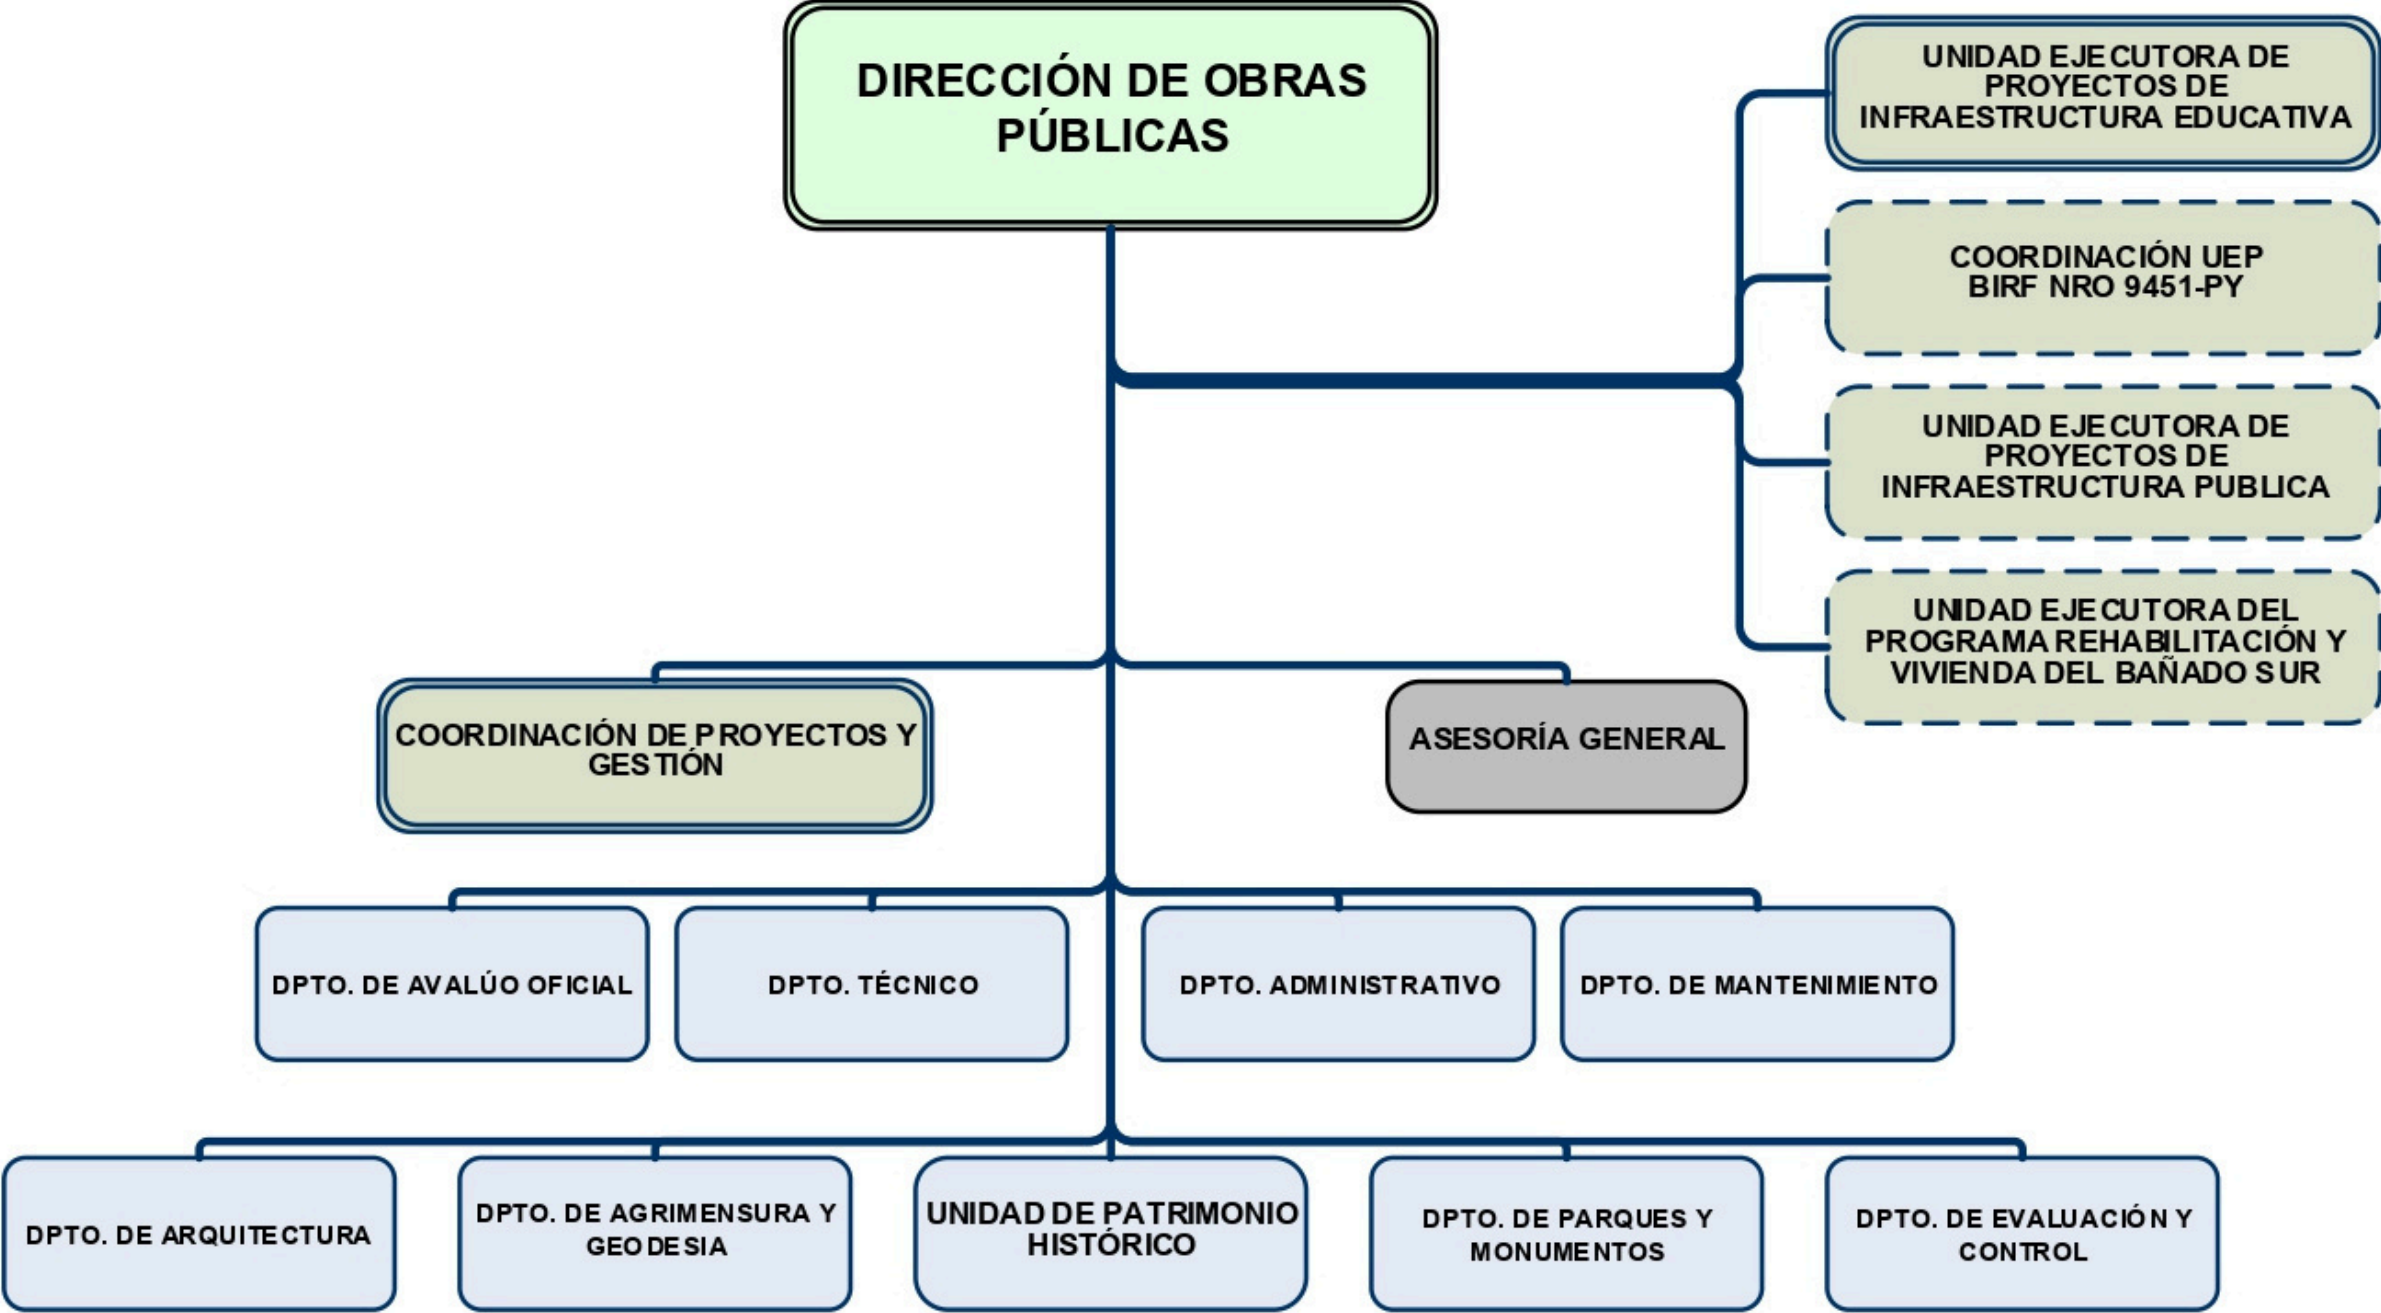 DIRECCIÓN DE OBRAS
PÚBLICAS
UNIDAD EJECUTORA DE
PROYECTOS DE
INFRAESTRUCTURA EDUCATIVA
COORDINACIÓN UEP
BIRF NRO 9451-PY
UNIDAD EJECUTORA DE
PROYECTOS DE
INFRAESTRUCTURA PUBLICA
UNIDAD EJECUTORA DEL
PROGRAMA REHABILITACIÓN Y
VIVIENDA DEL BAÑADO SUR
COORDINACIÓN DE PROYECTOS Y
GESTIÓN
ASESORÍA GENERAL
DPTO. DE AVALÚO OFICIAL
DPTO. TÉCNICO
DPTO. ADMINISTRATIVO
DPTO. DE MANTENIMIENTO
DPTO. DE ARQUITECTURA
DPTO. DE AGRIMENSURA Y
GEODESIA
UNIDAD DE PATRIMONIO
HISTÓRICO
DPTO. DE PARQUES Y
MONUMENTOS
DPTO. DE EVALUACIÓN Y
CONTROL